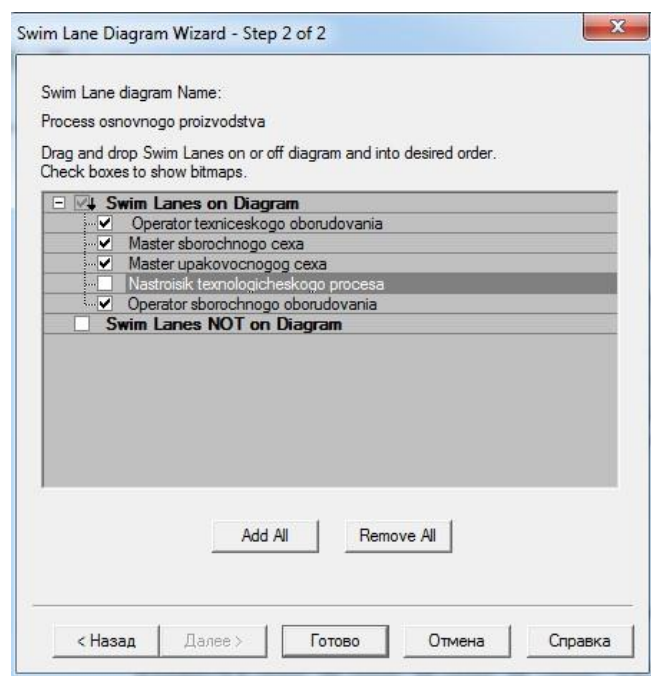 Swim Lane Diagram Wizard - Step 2 of 2
Swim Lane diagram Name:
Process osnovnogo proizvodstva
Drag and drop Swim Lanes on or off diagram and into desired order.
Check boxes to show bitmaps.
Swim Lanes on Diagram
Operator texniceskogo oborudovania
Master sborochnogo cexa
Master upakovocnogog cexa
Nastroisik texnologicheskogo procesa
Operator sborochnogo oborudovania
Swim Lanes NOT on Diagram
Add All Remove All
< Назад Далее > Готово Отмена Справка